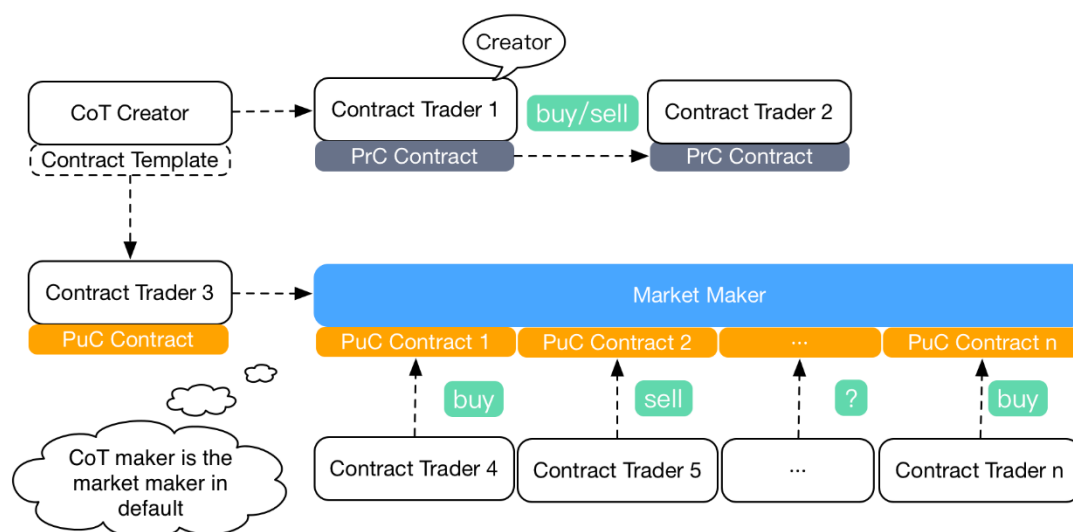 Creator
CoT Creator
Contract Template
Contract Trader 1
buy/sell
Contract Trader 2
PrC Contract
PrC Contract
Contract Trader 3
PuC Contract
Market Maker
PuC Contract 1
PuC Contract 2
...
PuC Contract n
buy
sell
?
buy
Contract Trader 4
Contract Trader 5
...
Contract Trader n
CoT maker is the
market maker in
default